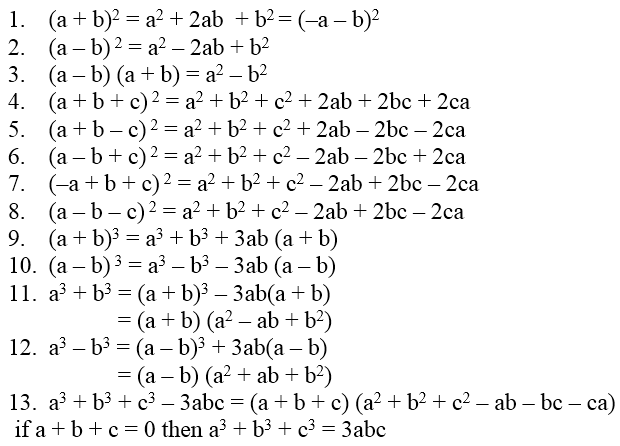 1. (a + b)² = a² + 2ab + b² = (–a – b)²
2. (a – b)² = a² – 2ab + b²
3. (a – b) (a + b) = a² – b²
4. (a + b + c)² = a² + b² + c² + 2ab + 2bc + 2ca
5. (a + b – c)² = a² + b² + c² + 2ab – 2bc – 2ca
6. (a – b + c)² = a² + b² + c² – 2ab – 2bc + 2ca
7. (–a + b + c)² = a² + b² + c² – 2ab + 2bc – 2ca
8. (a – b – c)² = a² + b² + c² – 2ab + 2bc – 2ca
9. (a + b)³ = a³ + b³ + 3ab (a + b)
10. (a – b)³ = a³ – b³ – 3ab (a – b)
11. a³ + b³ = (a + b)³ – 3ab(a + b)
= (a + b) (a² – ab + b²)
12. a³ – b³ = (a – b)³ + 3ab(a – b)
= (a – b) (a² + ab + b²)
13. a³ + b³ + c³ – 3abc = (a + b + c) (a² + b² + c² – ab – bc – ca)
if a + b + c = 0 then a³ + b³ + c³ = 3abc